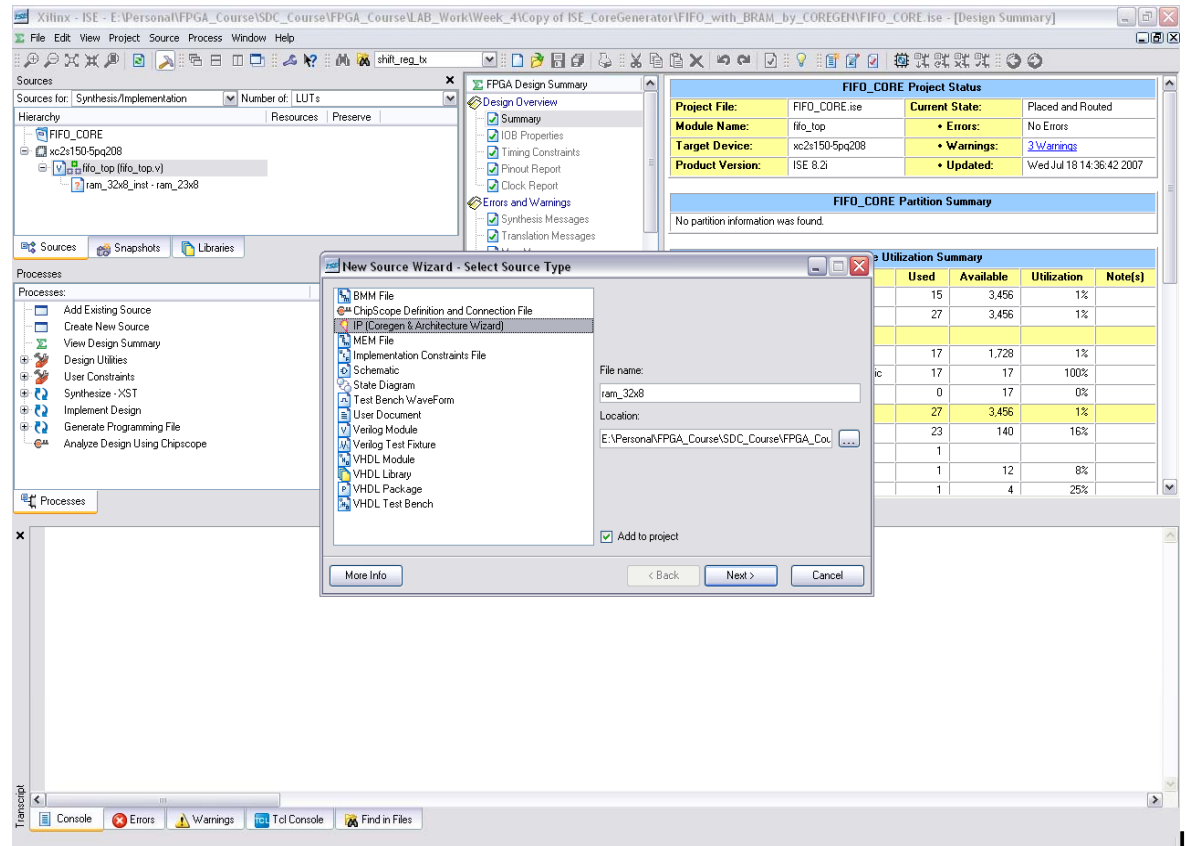 Xilinx - ISE - E:\Personal\FPGA_Course\SDC_Course\FPGA_Course\LAB_Work\Week_4\Copy of ISE_CoreGenerator\FIFO_with_BRAM_by_COREGEN\FIFO_CORE.ise - [Design Summary]
File Edit View Project Source Process Window Help
shift_reg_tx
Sources
Sources for: Synthesis/Implementation Number of: LUTs
Hierarchy Resources Preserve
FIFO_CORE
xc2s150-5pq208
fifo_top (fifo_top.v)
ram_32x8_inst - ram_23x8
Sources Snapshots Libraries
FPGA Design Summary
Design Overview
Summary
IOB Properties
Timing Constraints
Pinout Report
Clock Report
Errors and Warnings
Synthesis Messages
Translation Messages
FIFO_CORE Project Status
Project File: FIFO_CORE.ise Current State: Placed and Routed
Module Name: fifo_top • Errors: No Errors
Target Device: xc2s150-5pq208 • Warnings: 3 Warnings
Product Version: ISE 8.2i • Updated: Wed Jul 18 14:36:42 2007
FIFO_CORE Partition Summary
No partition information was found.
e Utilization Summary
Used Available Utilization Note(s)
15 3,456 1%
27 3,456 1%
17 1,728 1%
ic 17 17 100%
0 17 0%
27 3,456 1%
23 140 16%
1
1 12 8%
1 4 25%
Processes
Processes:
Add Existing Source
Create New Source
View Design Summary
Design Utilities
User Constraints
Synthesize - XST
Implement Design
Generate Programming File
Analyze Design Using Chipscope
Processes
New Source Wizard - Select Source Type
BMM File
ChipScope Definition and Connection File
IP (Coregen & Architecture Wizard)
MEM File
Implementation Constraints File
Schematic
State Diagram
Test Bench WaveForm
User Document
Verilog Module
Verilog Test Fixture
VHDL Module
VHDL Library
VHDL Package
VHDL Test Bench
File name:
ram_32x8
Location:
E:\Personal\FPGA_Course\SDC_Course\FPGA_Cou ...
Add to project
More Info < Back Next > Cancel
Transcript
Console Errors Warnings Tcl Console Find in Files